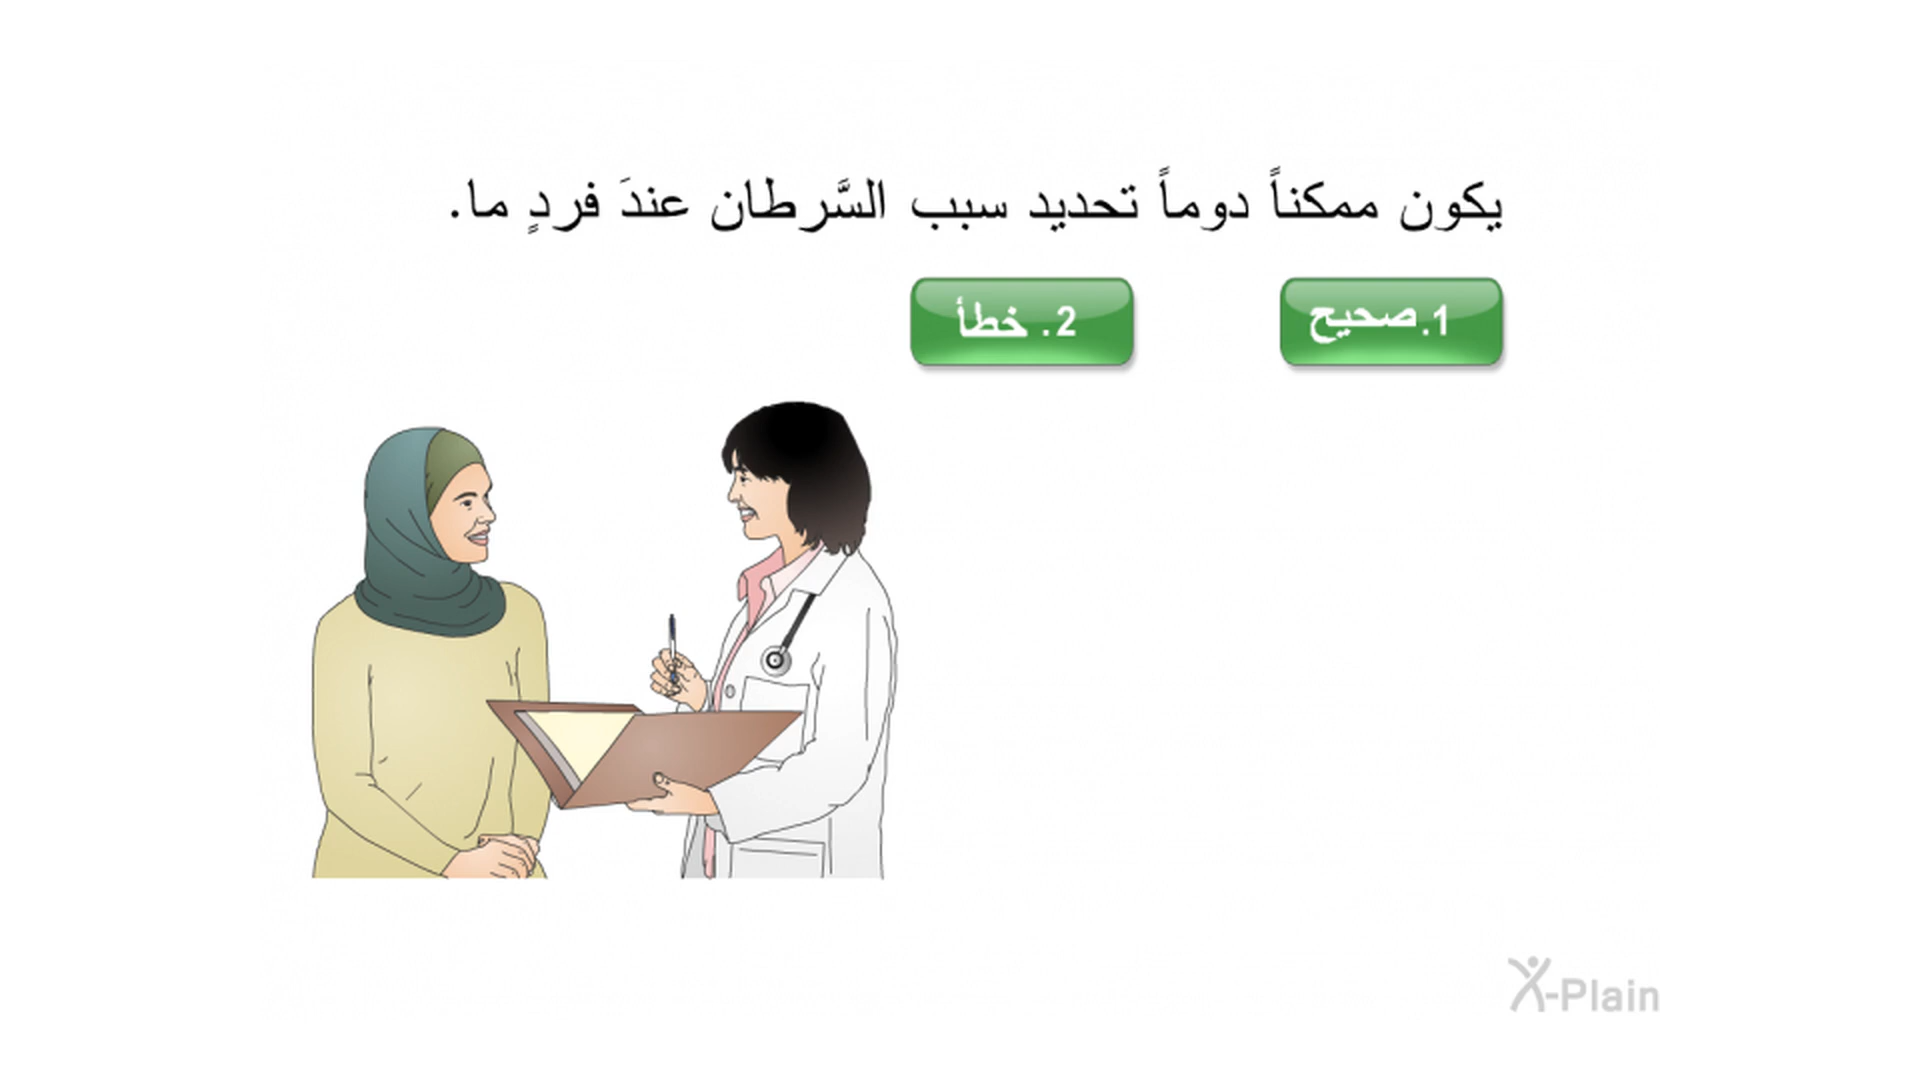 يكون ممكناً دوماً تحديد سبب السَّرطان عندَ فردٍ ما.
1. صحيح
2. خطأ
X-Plain